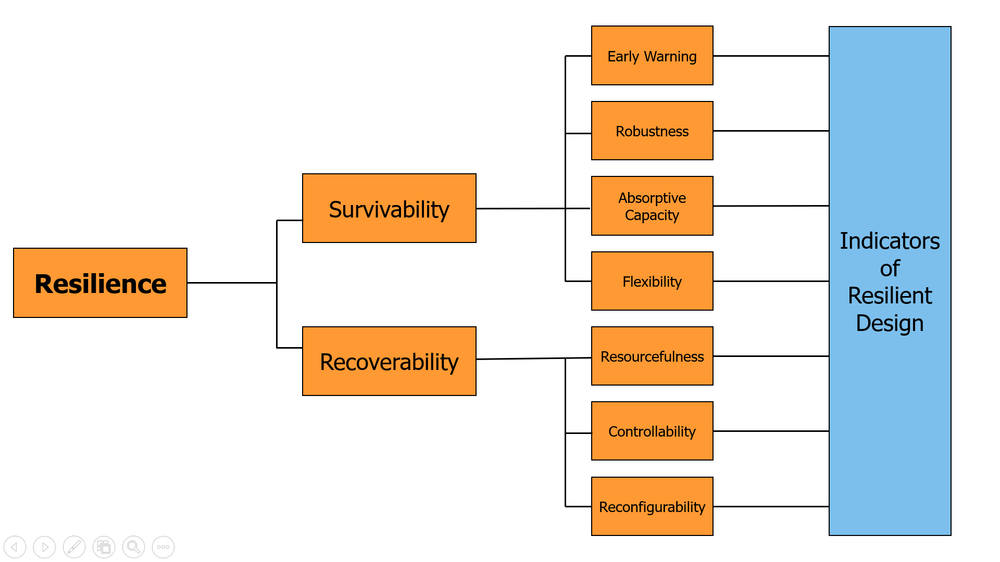 Early Warning
Robustness
Absorptive
Capacity
Survivability
Flexibility
Resilience
Recoverability
Resourcefulness
Controllability
Reconfigurability
Indicators
of
Resilient
Design